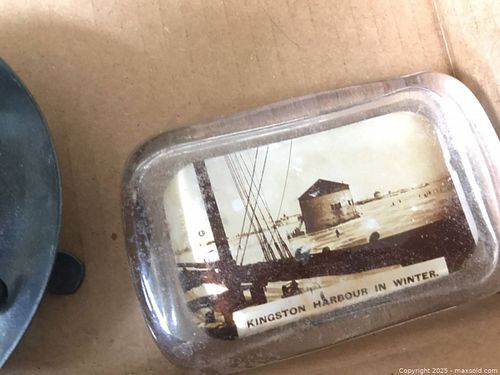 KINGSTON HARBOUR IN WINTER.
Copyright 2025 - maxsold.com